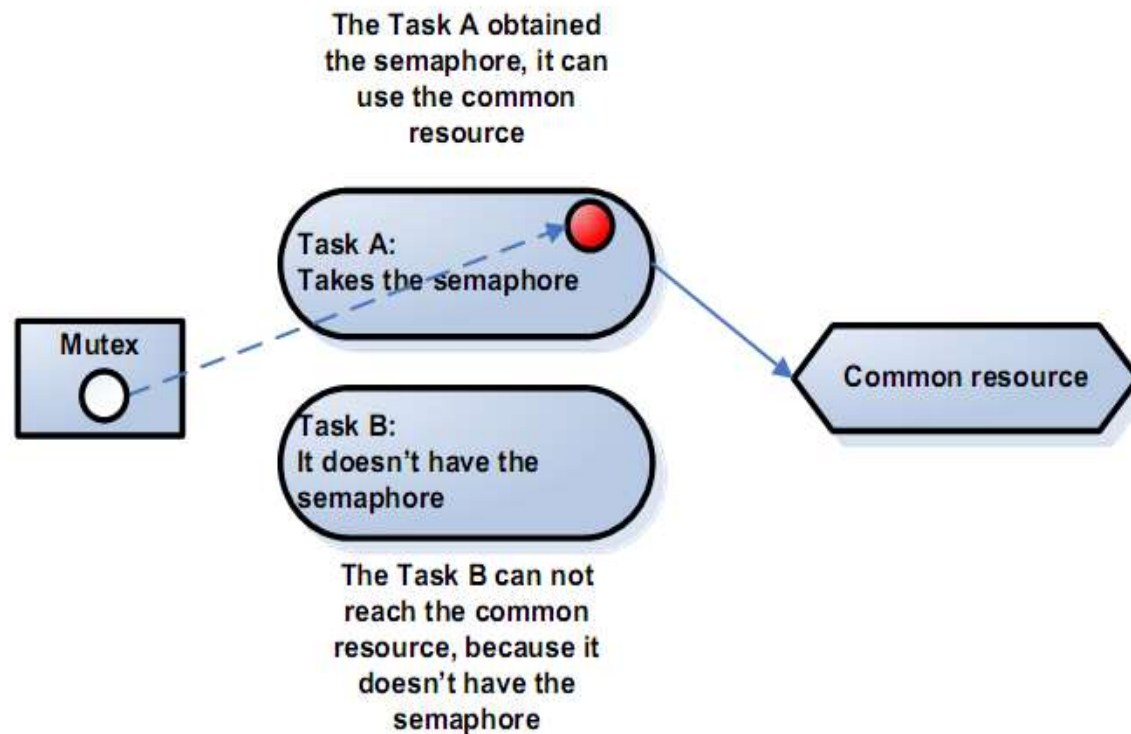 The Task A obtained
the semaphore, it can
use the common
resource
Task A:
Takes the semaphore
Mutex
Common resource
Task B:
It doesn't have the
semaphore
The Task B can not
reach the common
resource, because it
doesn't have the
semaphore